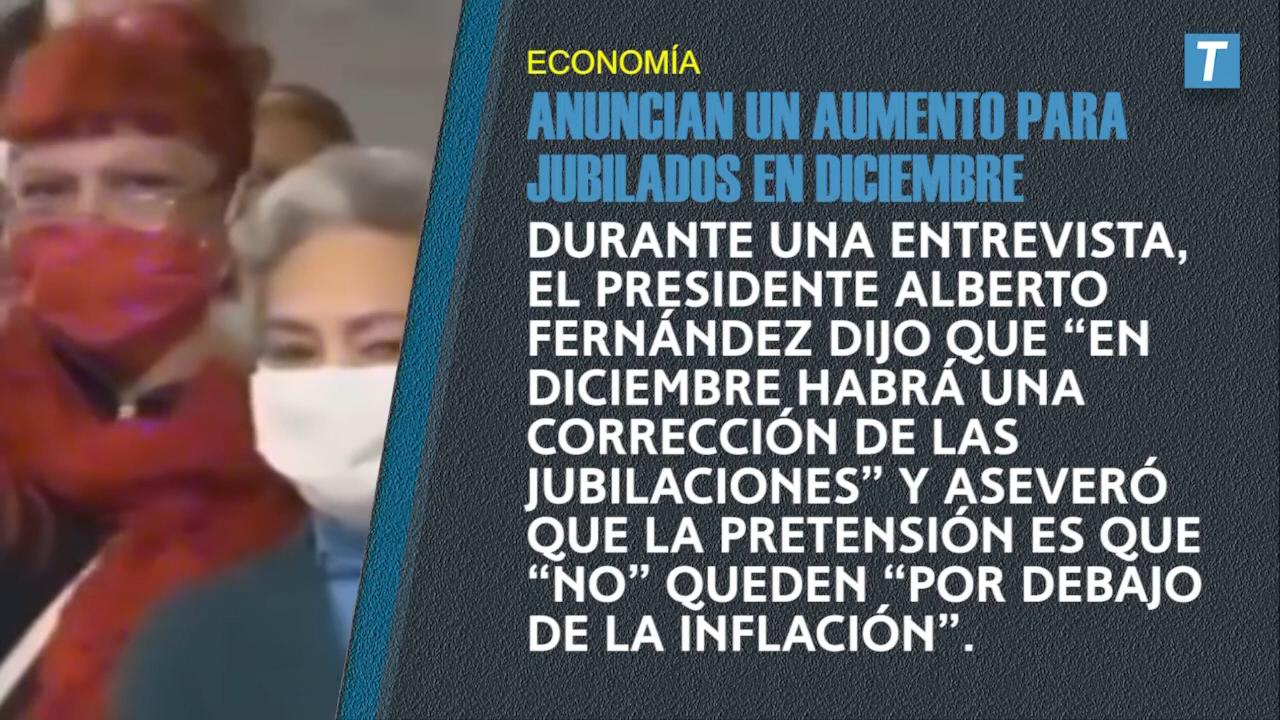 ECONOMÍA
T
ANUNCIAN UN AUMENTO PARA
JUBILADOS EN DICIEMBRE
DURANTE UNA ENTREVISTA,
EL PRESIDENTE ALBERTO
FERNÁNDEZ DIJO QUE “EN
DICIEMBRE HABRÁ UNA
CORRECCIÓN DE LAS
JUBILACIONES” Y ASEVERÓ
QUE LA PRETENSIÓN ES QUE
“NO” QUEDEN “POR DEBAJO
DE LA INFLACIÓN”.